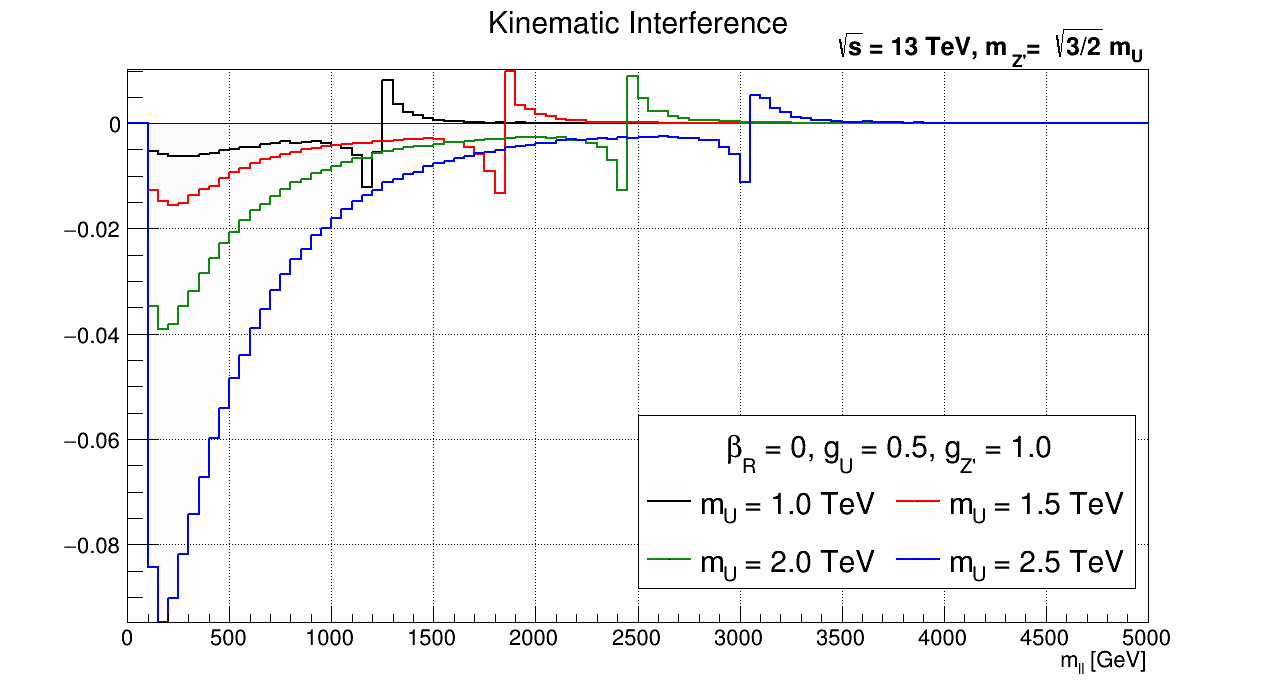 Kinematic Interference
√s = 13 TeV, m_Z'= √3/2 m_U
0
−0.02
−0.04
−0.06
−0.08
β_R = 0, g_U = 0.5, g_Z' = 1.0
m_U = 1.0 TeV m_U = 1.5 TeV
m_U = 2.0 TeV m_U = 2.5 TeV
0 500 1000 1500 2000 2500 3000 3500 4000 4500 5000
m_ll [GeV]